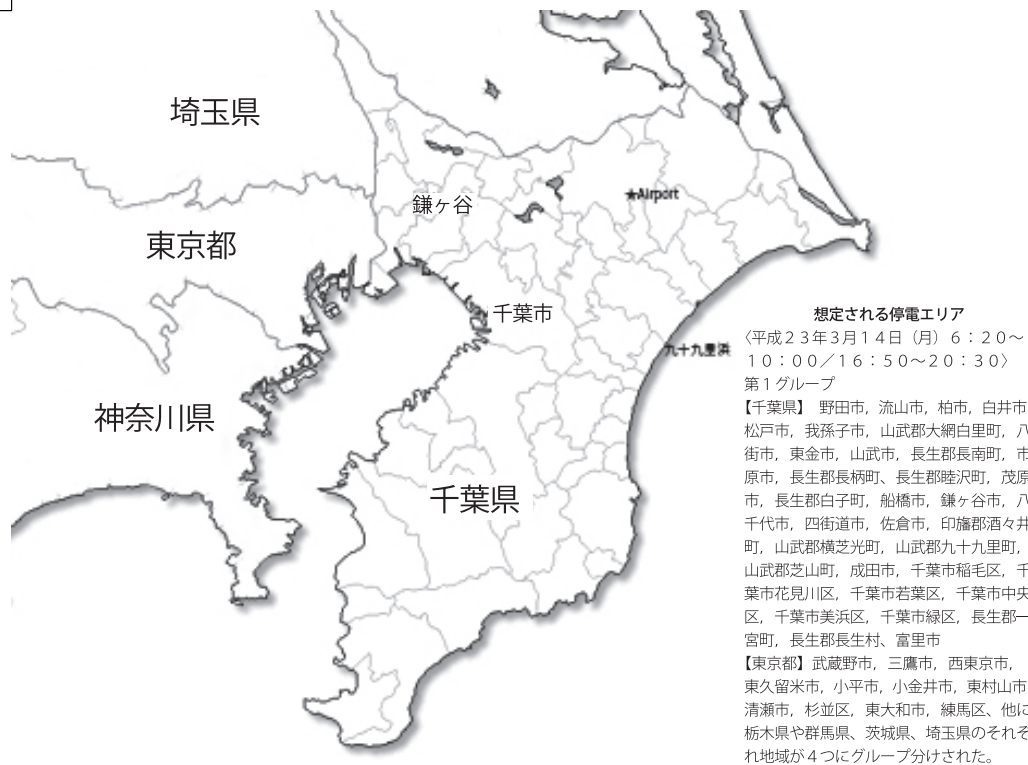 埼玉県
鎌ヶ谷
★Airport
東京都
千葉市
九十九里浜
神奈川県
千葉県
想定される停電エリア
〈平成２３年３月１４日（月）６：２０〜
１０：００／１６：５０〜２０：３０〉
第１グループ
【千葉県】 野田市，流山市，柏市，白井市
松戸市，我孫子市，山武郡大網白里町，八
街市，東金市，山武市，長生郡長南町，市
原市，長生郡長柄町、長生郡睦沢町，茂原
市，長生郡白子町，船橋市，鎌ヶ谷市，八
千代市，四街道市，佐倉市，印旛郡酒々井
町，山武郡横芝光町，山武郡九十九里町，
山武郡芝山町，成田市，千葉市稲毛区，千
葉市花見川区，千葉市若葉区，千葉市中央
区，千葉市美浜区，千葉市緑区，長生郡一
宮町，長生郡長生村、富里市
【東京都】武蔵野市，三鷹市，西東京市，
東久留米市，小平市，小金井市，東村山市
清瀬市，杉並区，東大和市，練馬区、他に
栃木県や群馬県、茨城県、埼玉県のそれぞ
れ地域が４つにグループ分けされた。